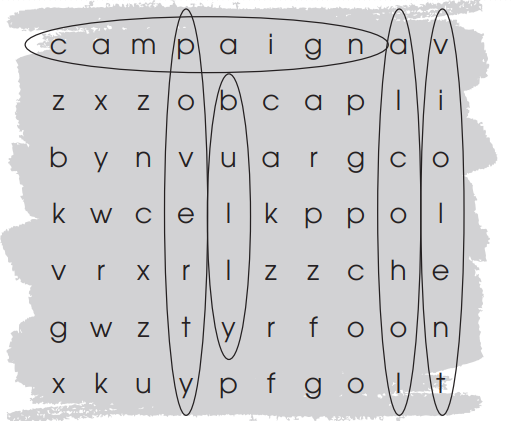 c a m p a i g n a v
z x z o b c a p l i
b y n v u a r g c o
k w c e l k p p o l
v r x r l z z c h e
g w z t y r f o o n
x k u y p f g o l t